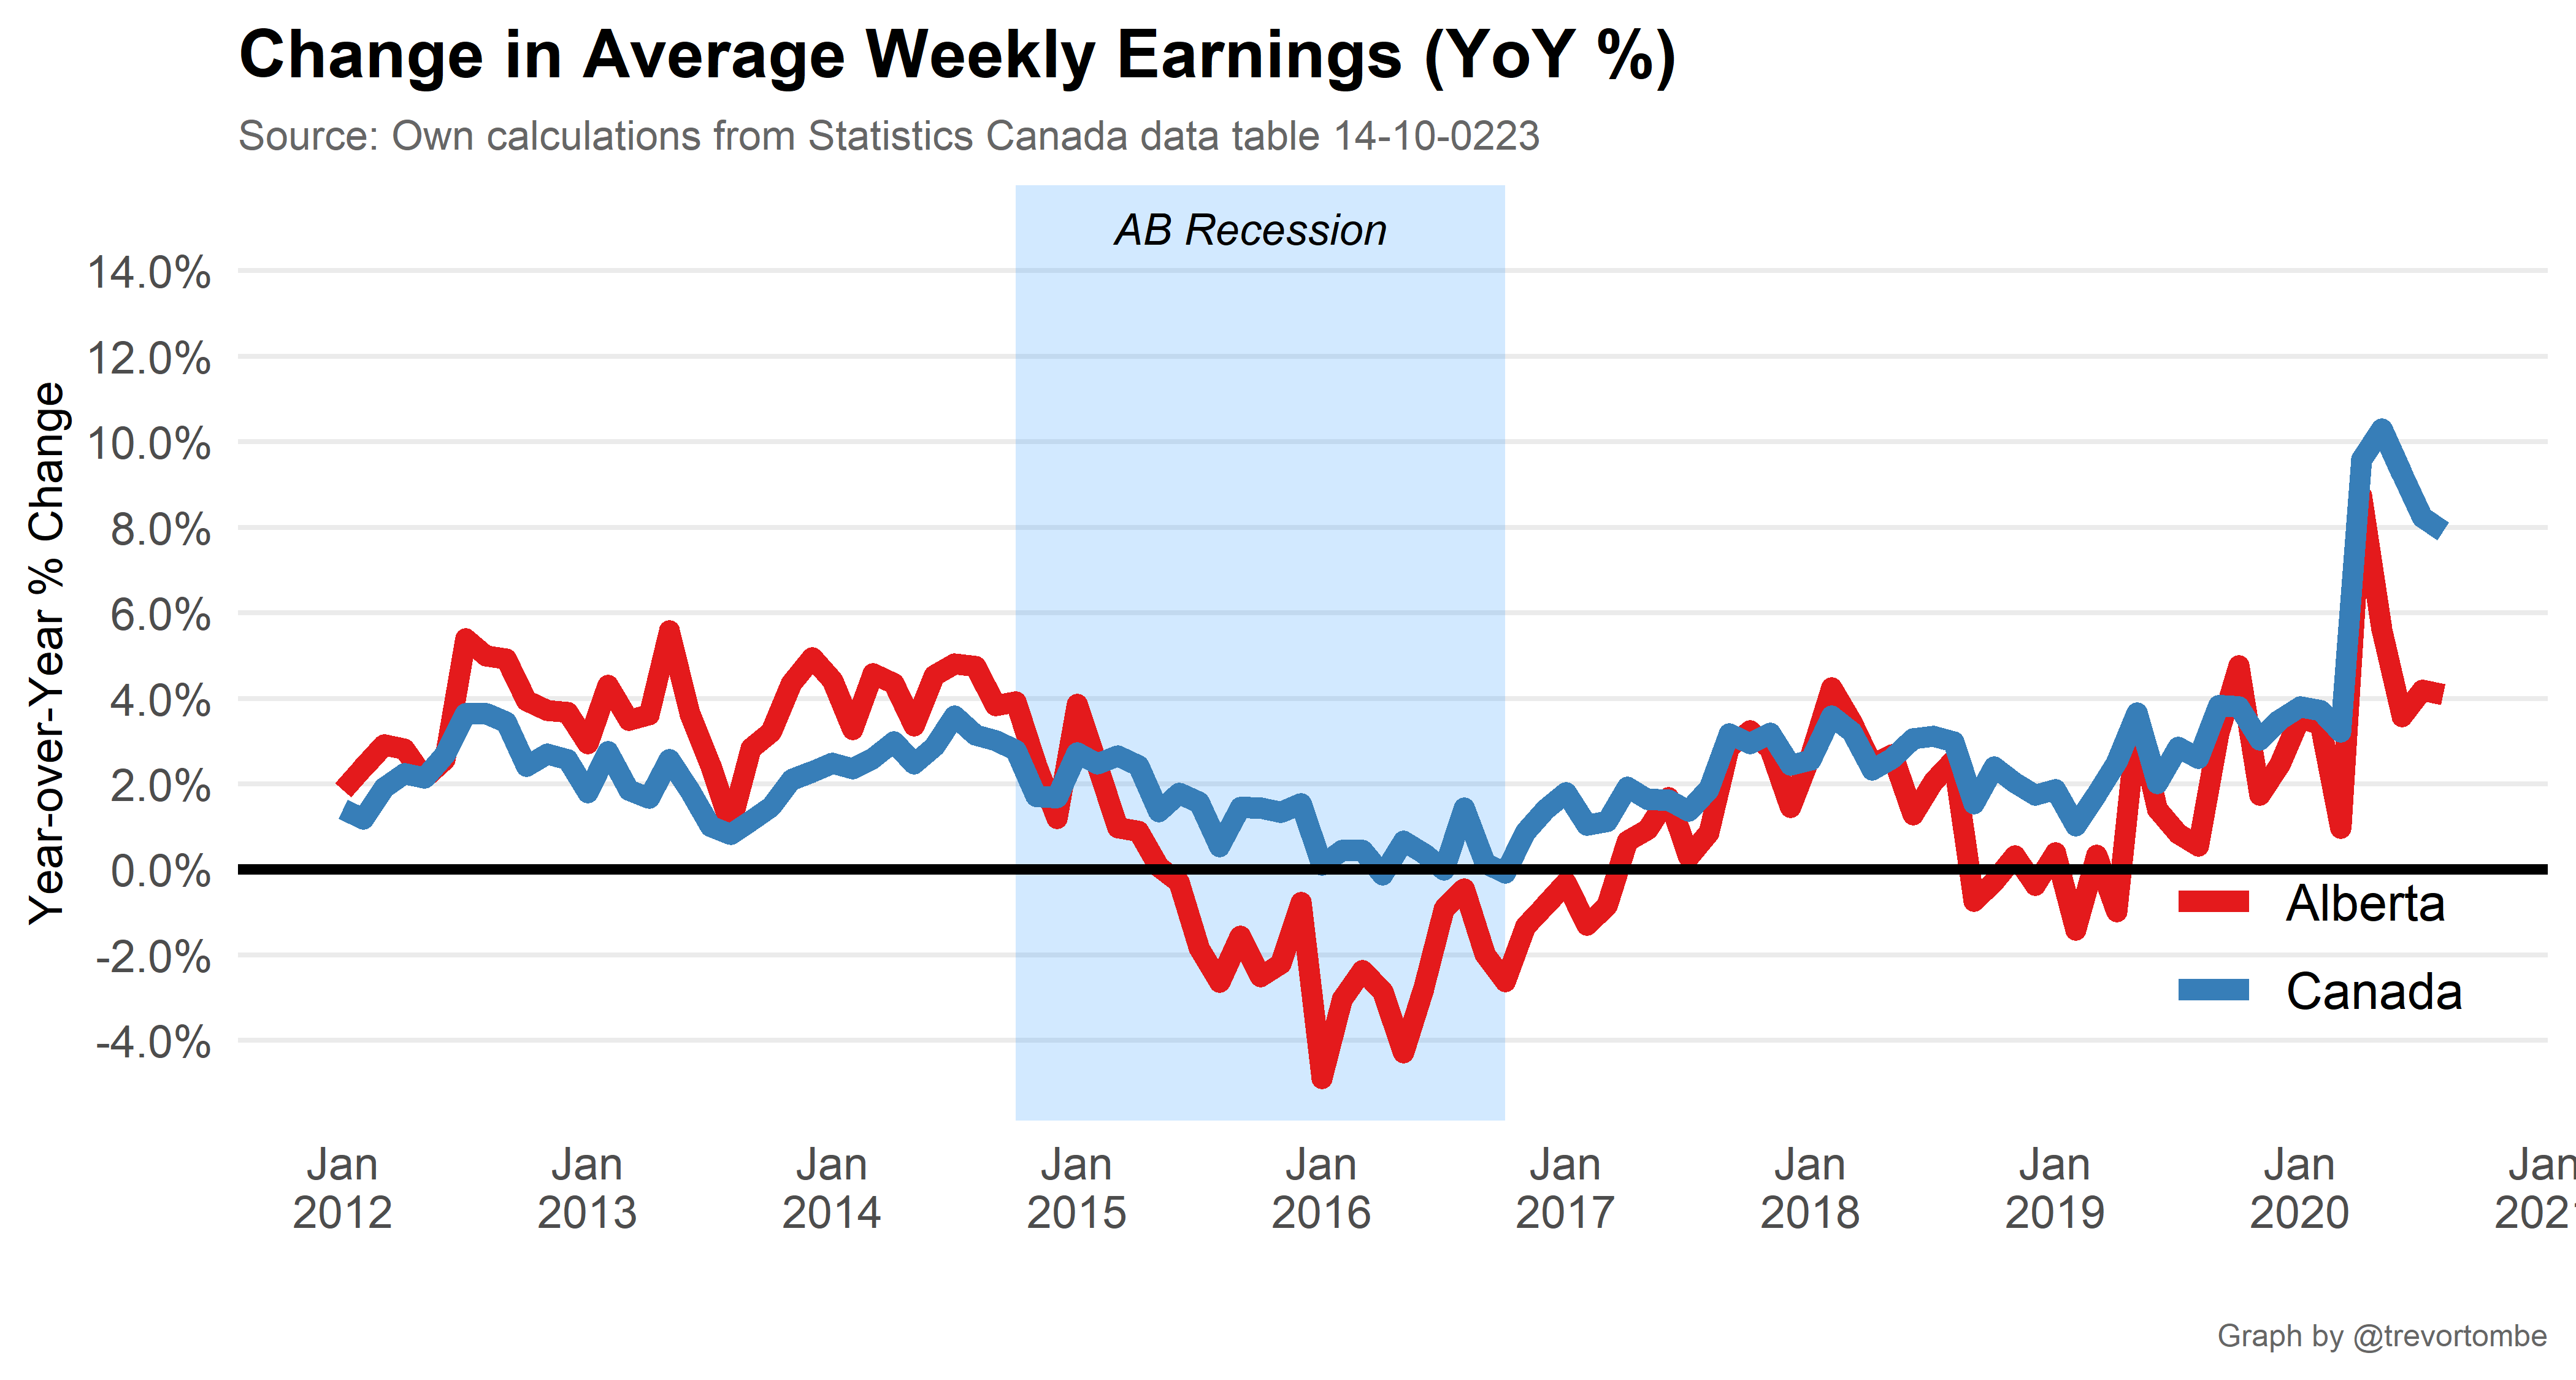 Change in Average Weekly Earnings (YoY %)
Source: Own calculations from Statistics Canada data table 14-10-0223
AB Recession
Year-over-Year % Change
14.0%
12.0%
10.0%
8.0%
6.0%
4.0%
2.0%
0.0%
-2.0%
-4.0%
Alberta
Canada
Jan
2012
Jan
2013
Jan
2014
Jan
2015
Jan
2016
Jan
2017
Jan
2018
Jan
2019
Jan
2020
Jan
2021
Graph by @trevortombe